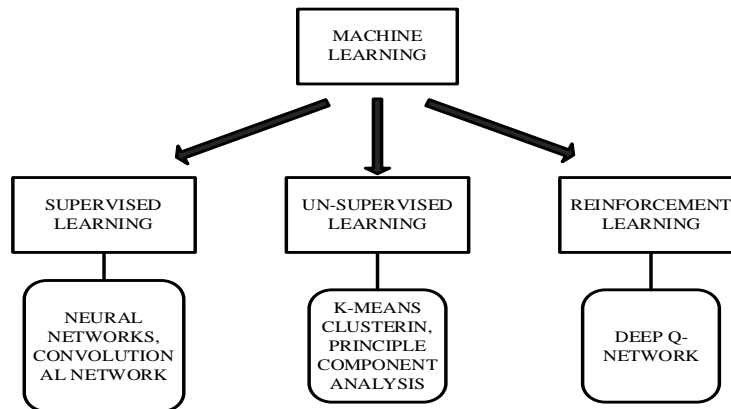 MACHINE
LEARNING
SUPERVISED
LEARNING
UN-SUPERVISED
LEARNING
REINFORCEMENT
LEARNING
NEURAL
NETWORKS,
CONVOLUTION
AL NETWORK
K-MEANS
CLUSTERIN,
PRINCIPLE
COMPONENT
ANALYSIS
DEEP Q-
NETWORK